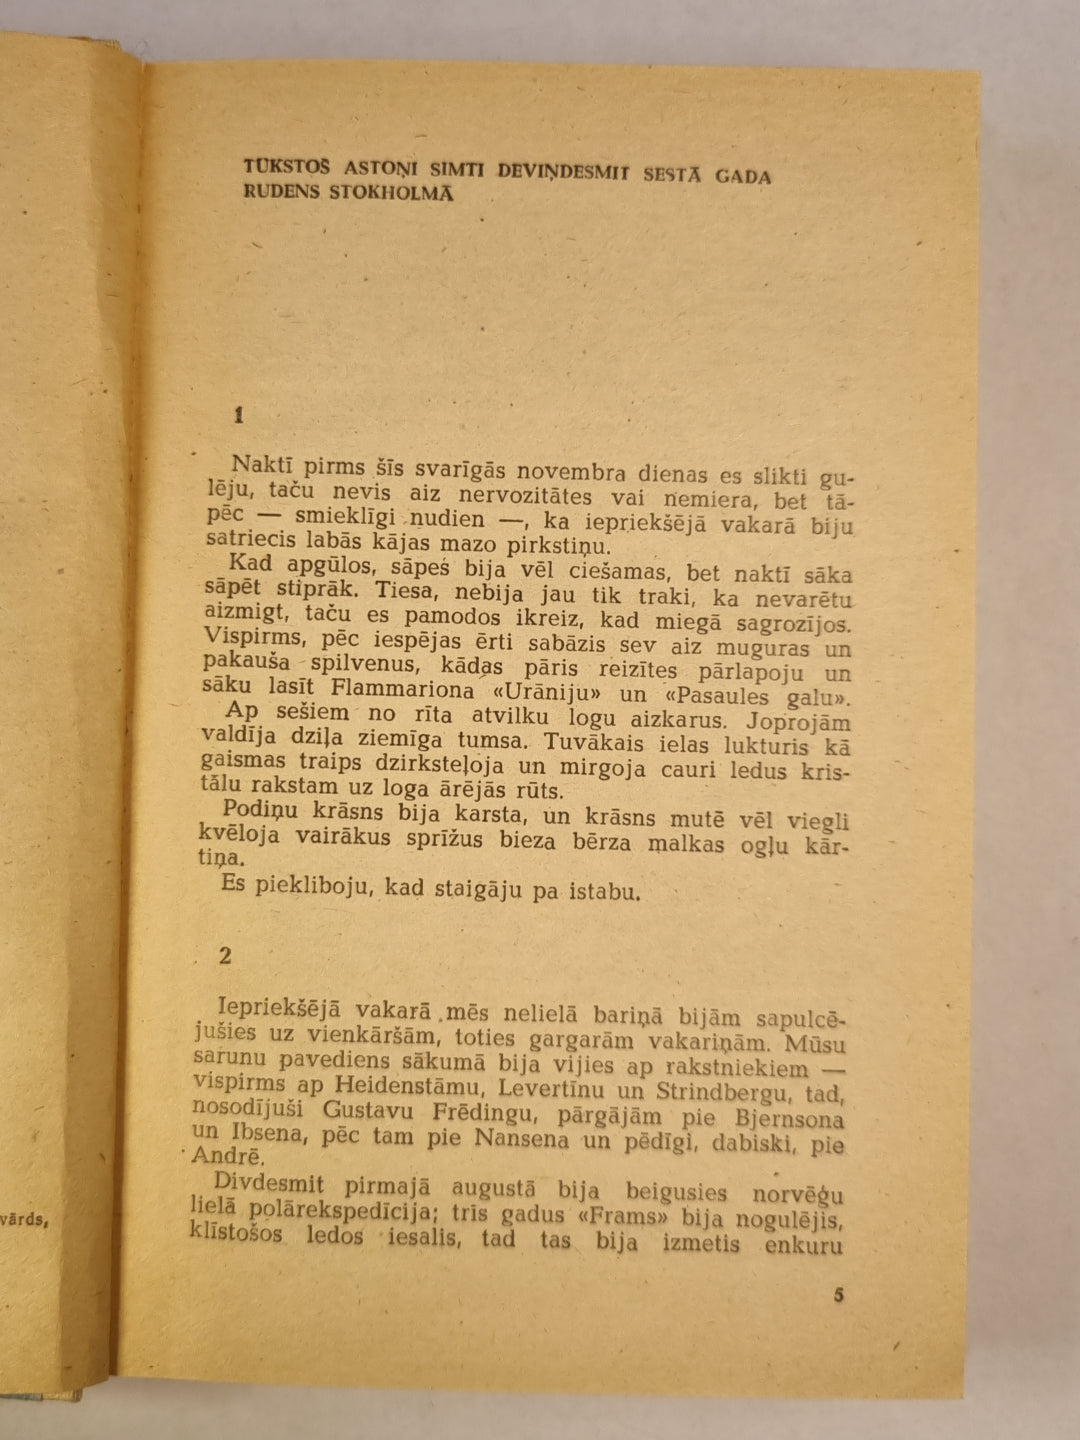 TŪKSTOŠ ASTOŅI SIMTI DEVIŅDESMIT SESTĀ GADA
RUDENS STOKHOLMĀ
1
Naktī pirms šīs svarīgās novembra dienas es slikti gu-
lēju, taču nevis aiz nervozitātes vai nemiera, bet tā-
pēc — smieklīgi nudien —, ka iepriekšējā vakarā biju
satriecis labās kājas mazo pirkstiņu.
Kad apgūlos, sāpes bija vēl ciešamas, bet naktī sāka
sāpēt stiprāk. Tiesa, nebija jau tik traki, ka nevarētu
aizmigt, taču es pamodos ikreiz, kad miegā sagrozījos.
Vispirms, pēc iespējas ērti sabāzis sev aiz muguras un
pakauša spilvenus, kādas pāris reizītes pārlapoju un
sāku lasīt Flammariona «Urāniju» un «Pasaules galu».
Ap sešiem no rīta atvilku logu aizkarus. Joprojām
valdīja dziļa ziemīga tumsa. Tuvākais ielas lukturis kā
gaismas traips dzirksteļoja un mirgoja cauri ledus kris-
tālu rakstam uz loga ārējās rūts.
Podiņu krāsns bija karsta, un krāsns mutē vēl viegli
kvēloja vairākus sprīžus bieza bērza malkas ogļu kār-
tiņa.
Es piekliboju, kad staigāju pa istabu.
2
Iepriekšējā vakarā mēs nelielā bariņā bijām sapulcē-
jušies uz vienkāršām, toties gargarām vakariņām. Mūsu
sarunu pavediens sākumā bija vijies ap rakstniekiem —
vispirms ap Heidenstāmu, Levertīnu un Strindbergu, tad,
nosodījuši Gustavu Frēdingu, pārgājām pie Bjernsona
un Ibsena, pēc tam pie Nansena un pēdīgi, dabiski, pie
Andrē.
Divdesmit pirmajā augustā bija beigusies norvēģu
lielā polārekspedīcija; trīs gadus «Frams» bija nogulējis,
klīstošos ledos iesalis, tad tas bija izmetis enkuru
5
vārds,